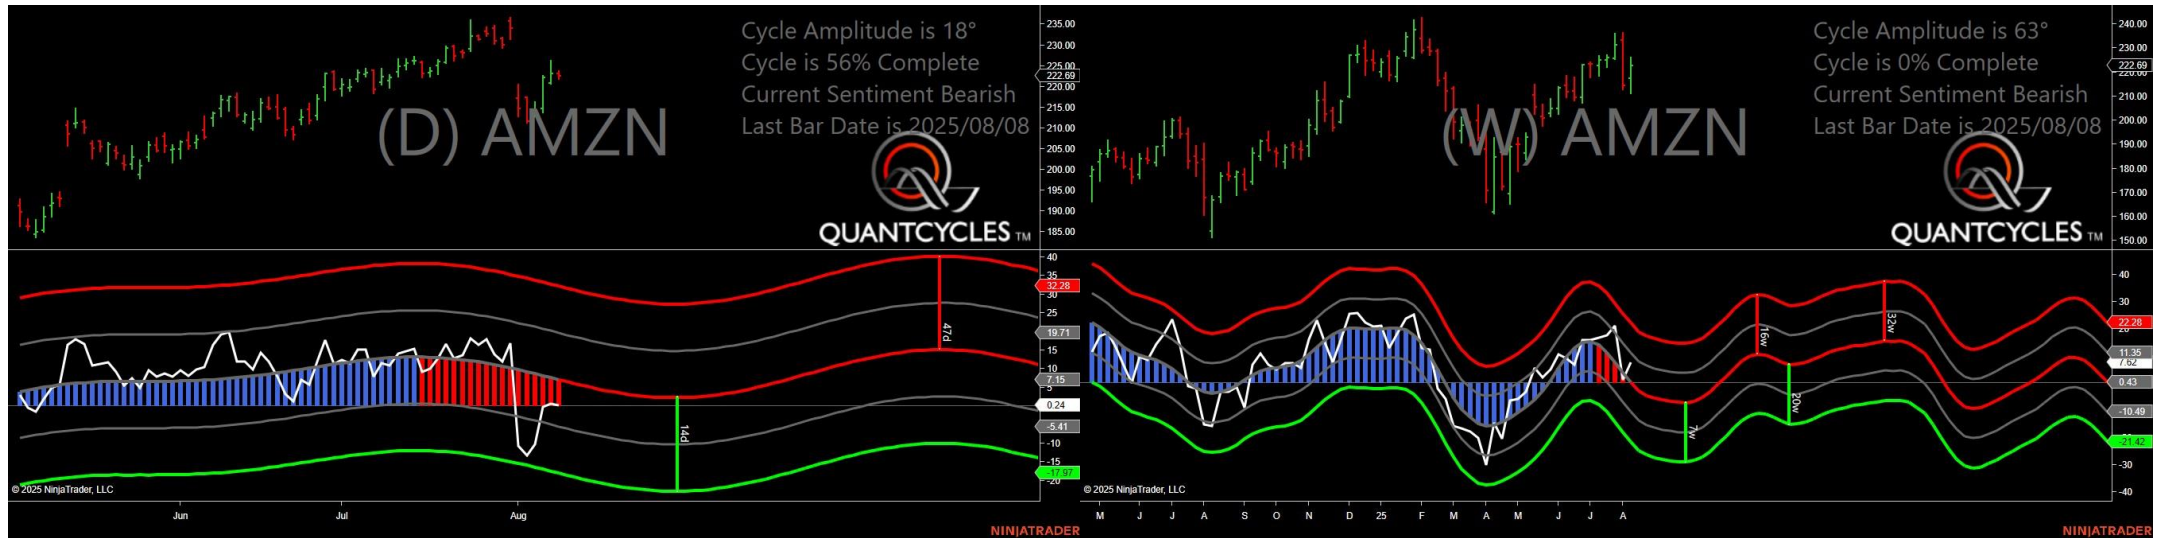 Cycle Amplitude is 18°
Cycle is 56% Complete
Current Sentiment Bearish
Last Bar Date is 2025/08/08
(D) AMZN
QUANTCYCLES TM
235.00
230.00
225.00
222.69
220.00
215.00
210.00
205.00
200.00
195.00
190.00
185.00
40
35
32.28
30
25
19.71
15
10
7.15
5
0.24
-5.41
-10
-15
-17.97
-20
47d
14d
© 2025 NinjaTrader, LLC
Jun
Jul
Aug
NINJATRADER
Cycle Amplitude is 63°
Cycle is 0% Complete
Current Sentiment Bearish
Last Bar Date is 2025/08/08
(W) AMZN
QUANTCYCLES TM
240.00
230.00
222.69
220.00
210.00
200.00
190.00
180.00
170.00
160.00
150.00
40
30
22.28
20
11.35
7.62
0.43
-10.49
-21.42
-30
-40
16w
32w
7w
20w
© 2025 NinjaTrader, LLC
M J J A S O N D 25 F M A M J J A
NINJATRADER